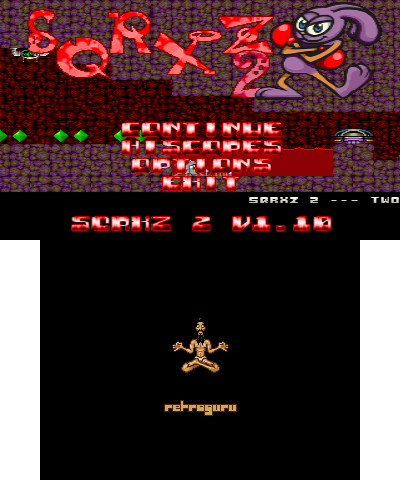 SQRXZ
2
CONTINUE
HISCORES
OPTIONS
EXIT
SQRXZ 2 --- TWO
SQRXZ 2 V1.10
retroguru